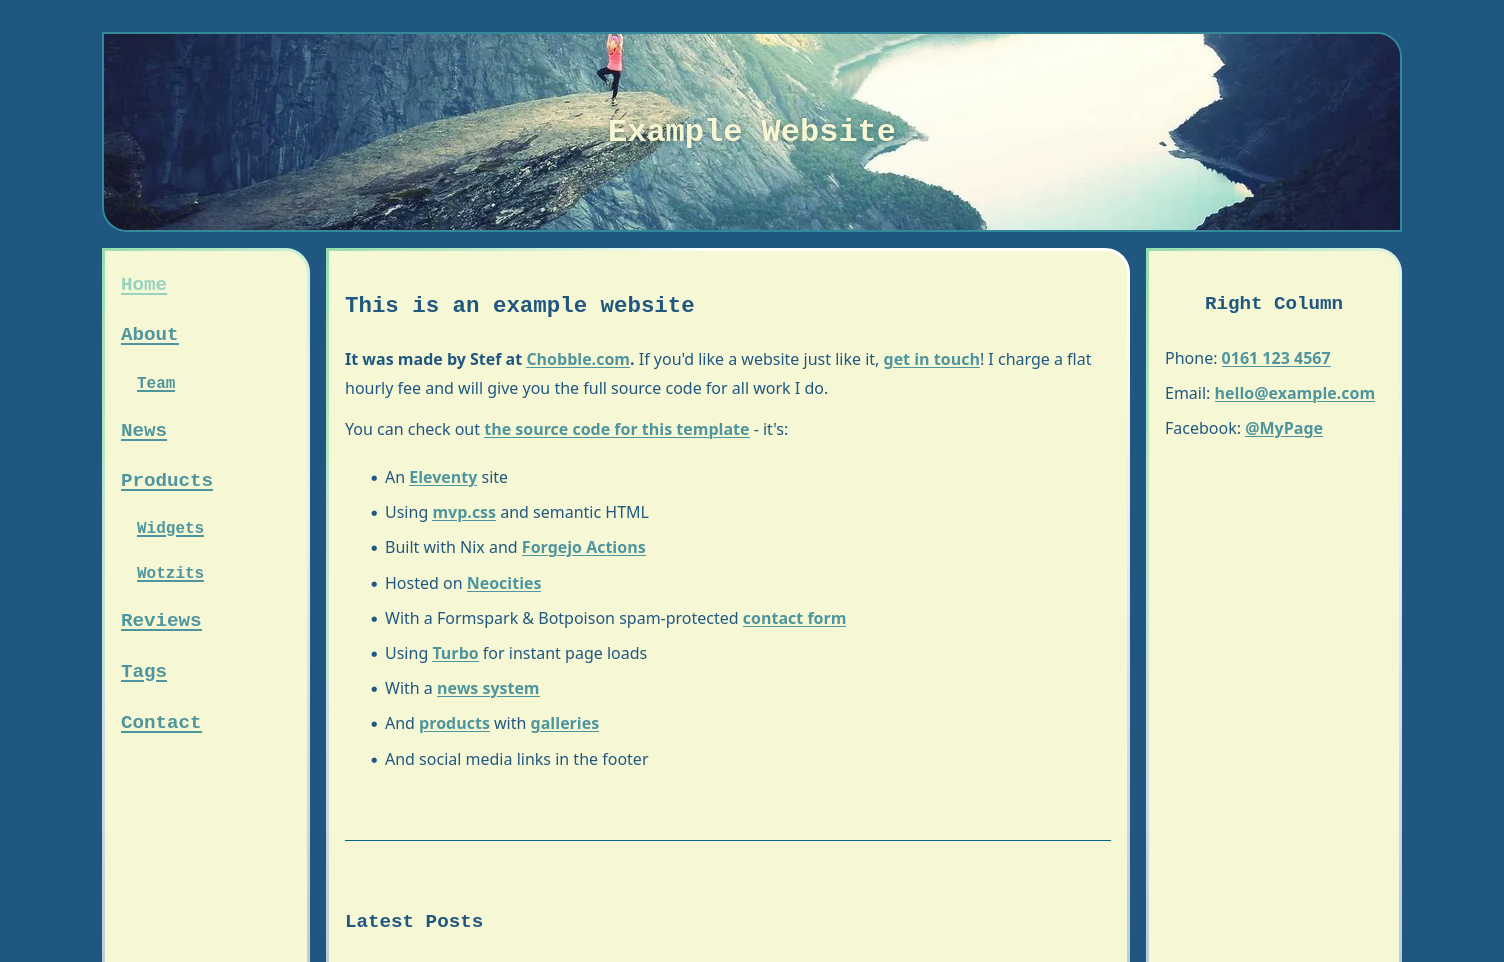 Example Website
Home
About
Team
News
Products
Widgets
Wotzits
Reviews
Tags
Contact
This is an example website
It was made by Stef at Chobble.com. If you'd like a website just like it, get in touch! I charge a flat
hourly fee and will give you the full source code for all work I do.
You can check out the source code for this template - it's:
• An Eleventy site
• Using mvp.css and semantic HTML
• Built with Nix and Forgejo Actions
• Hosted on Neocities
• With a Formspark & Botpoison spam-protected contact form
• Using Turbo for instant page loads
• With a news system
• And products with galleries
• And social media links in the footer
Latest Posts
Right Column
Phone: 0161 123 4567
Email: hello@example.com
Facebook: @MyPage